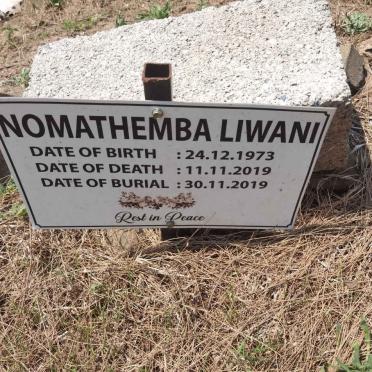 NOMATHEMBA LIWANI
DATE OF BIRTH : 24.12.1973
DATE OF DEATH : 11.11.2019
DATE OF BURIAL : 30.11.2019
Rest in Peace